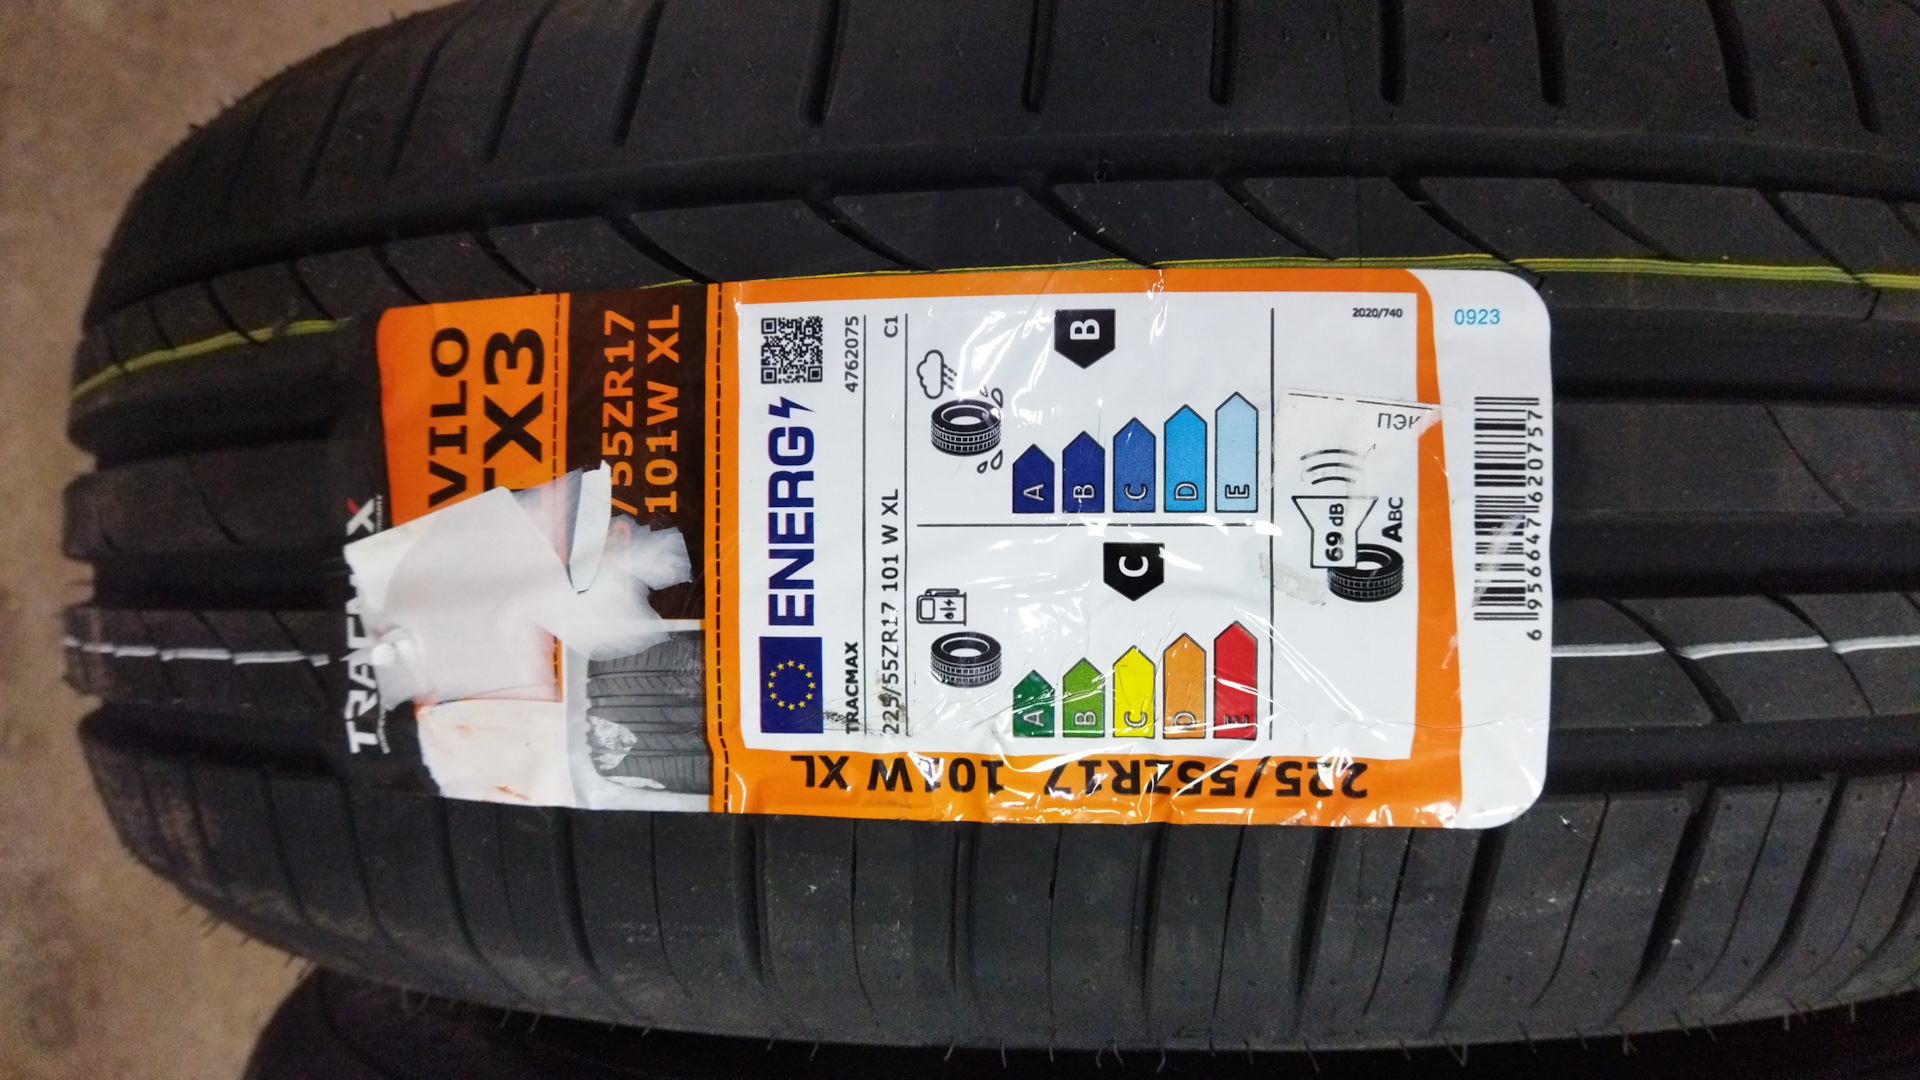 TRACMAX
VILO
TX3
/55ZR17
101W XL
ENERG
TRACMAX
4762075
225/55ZR17 101 W XL
C1
A
B
C
D
E
C
A
B
C
D
E
B
69 dB
ABC
2020/740
0923
225/55ZR17 101W XL
6 956647 620757